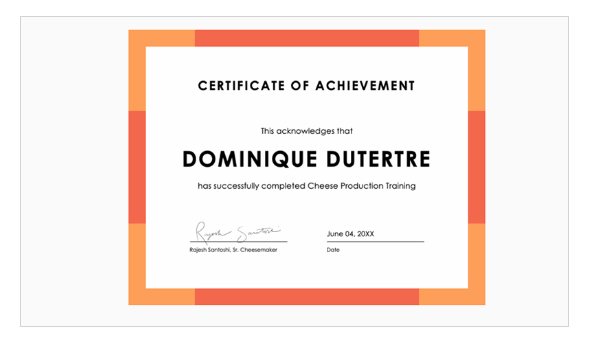 CERTIFICATE OF ACHIEVEMENT
This acknowledges that
DOMINIQUE DUTERTRE
has successfully completed Cheese Production Training
Rajesh Santoshi
June 04, 20XX
Rajesh Santoshi, Sr. Cheesemaker
Date